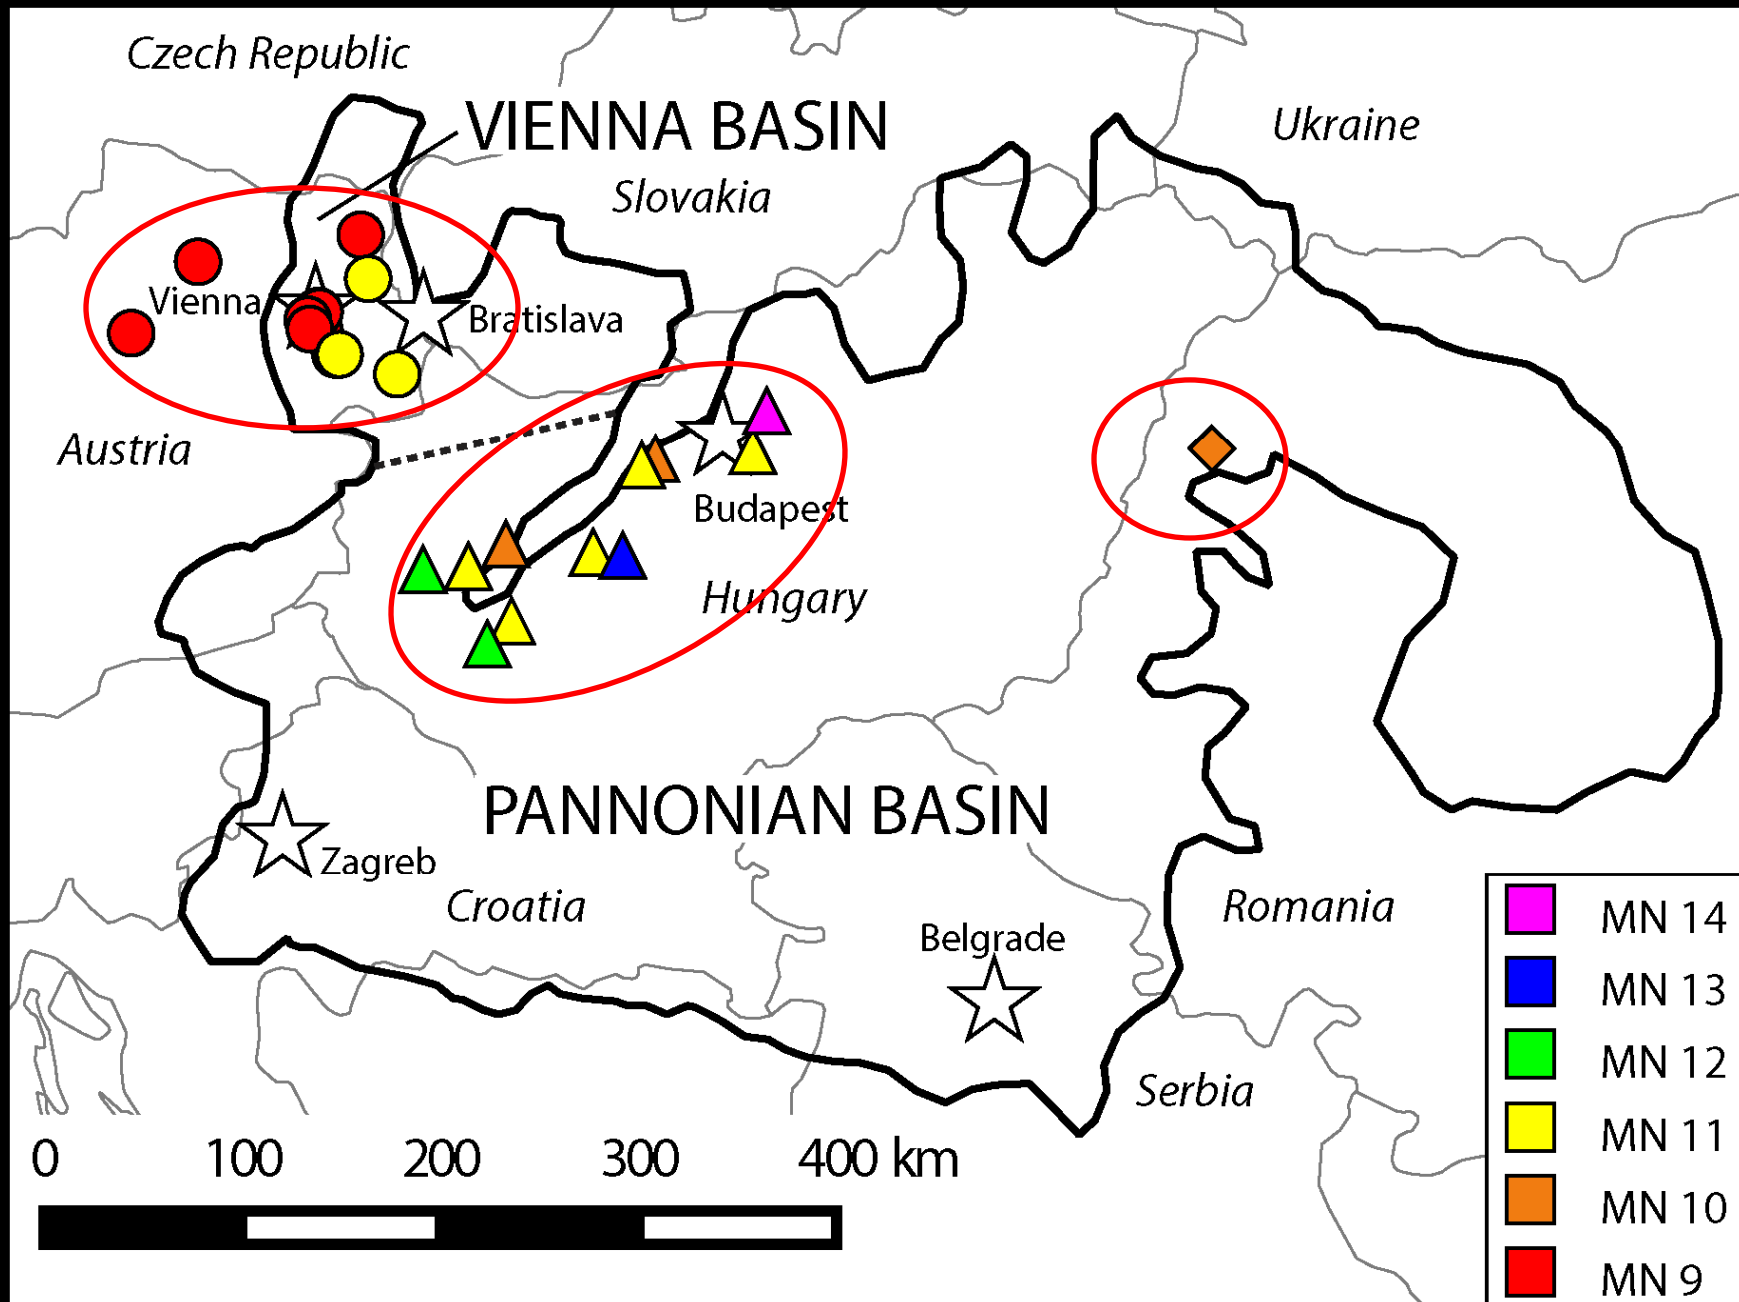 Czech Republic
VIENNA BASIN
Ukraine
Slovakia
Vienna
Bratislava
Austria
Budapest
Hungary
PANNONIAN BASIN
Zagreb
Croatia
Romania
Belgrade
Serbia
0 100 200 300 400 km
MN 14
MN 13
MN 12
MN 11
MN 10
MN 9